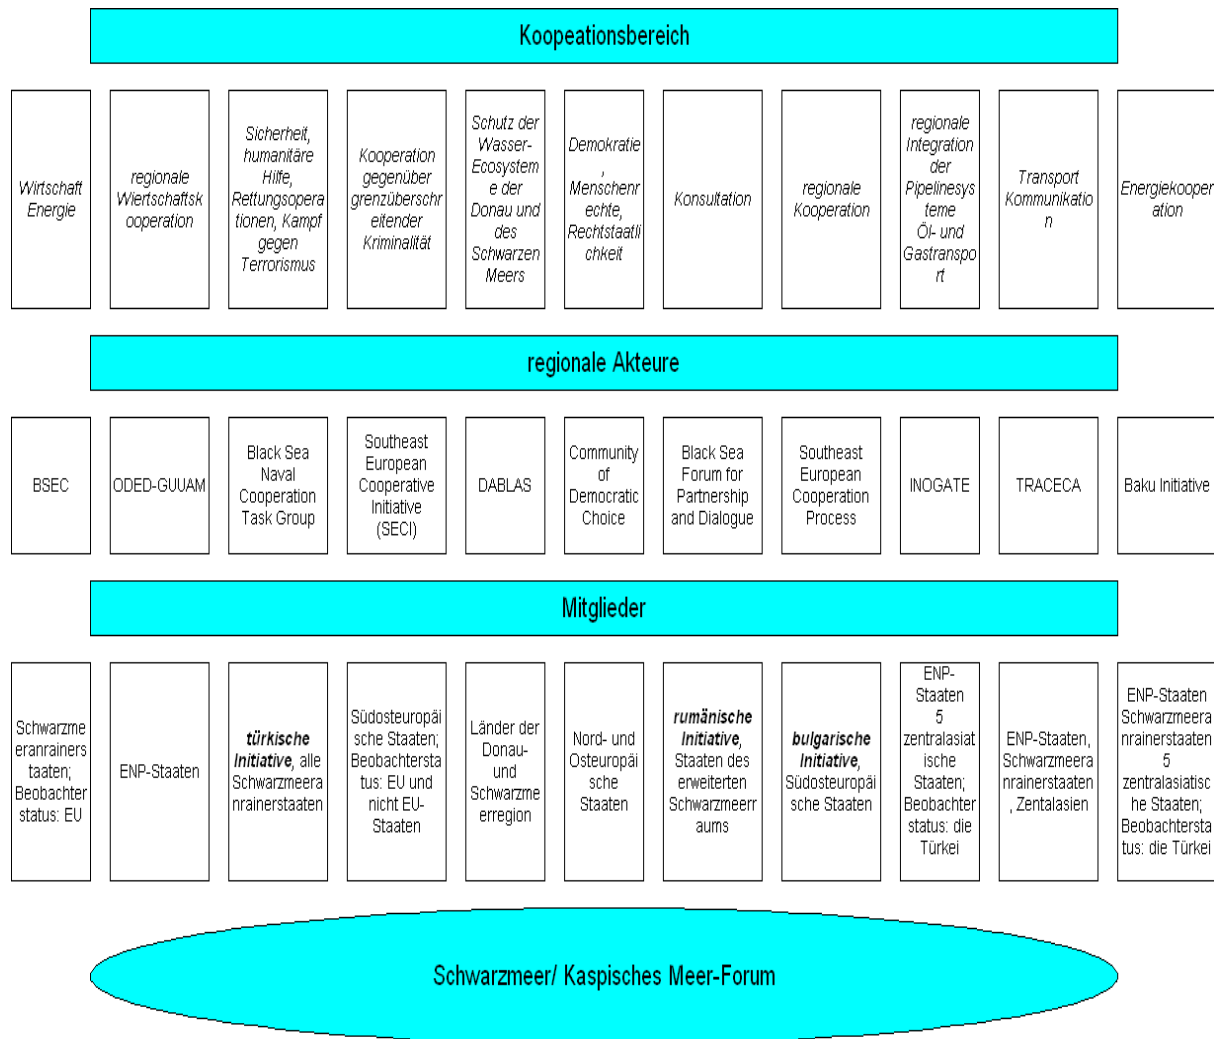 Koopeationsbereich
Wirtschaft
Energie
regionale
Wiertschaftsk
ooperation
Sicherheit,
humanitäre
Hilfe,
Rettungsopera
tionen, Kampf
gegen
Terrorismus
Kooperation
gegenüber
grenzüberschr
eitender
Kriminalität
Schutz der
Wasser-
Ecosystem
e der
Donau und
des
Schwarzen
Meers
Demokratie
,
Menschenr
echte,
Rechtstaatli
chkeit
Konsultation
regionale
Kooperation
regionale
Integration
der
Pipelinesys
teme
Öl- und
Gastranspo
rt
Transport
Kommunikatio
n
Energiekooper
ation
regionale Akteure
BSEC
ODED-GUUAM
Black Sea
Naval
Cooperation
Task Group
Southeast
European
Cooperative
Initiative
(SECI)
DABLAS
Community
of
Democratic
Choice
Black Sea
Forum for
Partnership
and Dialogue
Southeast
European
Cooperation
Process
INOGATE
TRACECA
Baku Initiative
Mitglieder
Schwarzme
eranrainers
taaten;
Beobachter
status: EU
ENP-Staaten
türkische
Initiative, alle
Schwarzmeera
nrainerstaaten
Südosteuropäi
sche Staaten;
Beobachtersta
tus: EU und
nicht EU-
Staaten
Länder der
Donau-
und
Schwarzme
erregion
Nord- und
Osteuropäi
sche
Staaten
rumänische
Initiative,
Staaten des
erweiterten
Schwarzmeerr
aums
bulgarische
Initiative,
Südosteuropäi
sche Staaten
ENP-
Staaten
5
zentralasiat
ische
Staaten;
Beobachter
status: die
Türkei
ENP-Staaten,
Schwarzmeera
nrainerstaaten
, Zentalasien
ENP-Staaten
Schwarzmeera
nrainerstaaten
5
zentralasiatisc
he Staaten;
Beobachtersta
tus: die Türkei
Schwarzmeer/ Kaspisches Meer-Forum